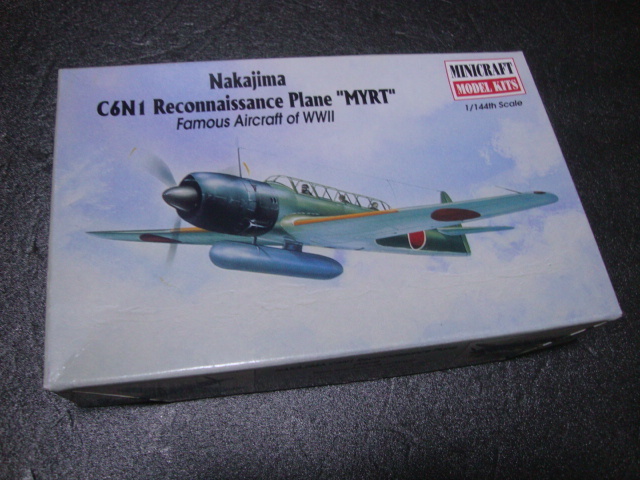 Nakajima
C6N1 Reconnaissance Plane "MYRT"
Famous Aircraft of WWII
MINICRAFT
MODEL KITS
1/144th Scale